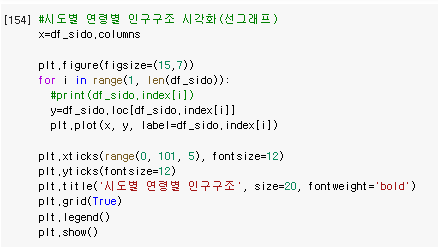 [154] #시도별 연령별 인구구조 시각화(선그래프)
x=df_sido.columns
plt.figure(figsize=(15,7))
for i in range(1, len(df_sido)):
#print(df_sido.index[i])
y=df_sido.loc[df_sido.index[i]]
plt.plot(x, y, label=df_sido.index[i])
plt.xticks(range(0, 101, 5), fontsize=12)
plt.yticks(fontsize=12)
plt.title('시도별 연령별 인구구조', size=20, fontweight='bold')
plt.grid(True)
plt.legend()
plt.show()